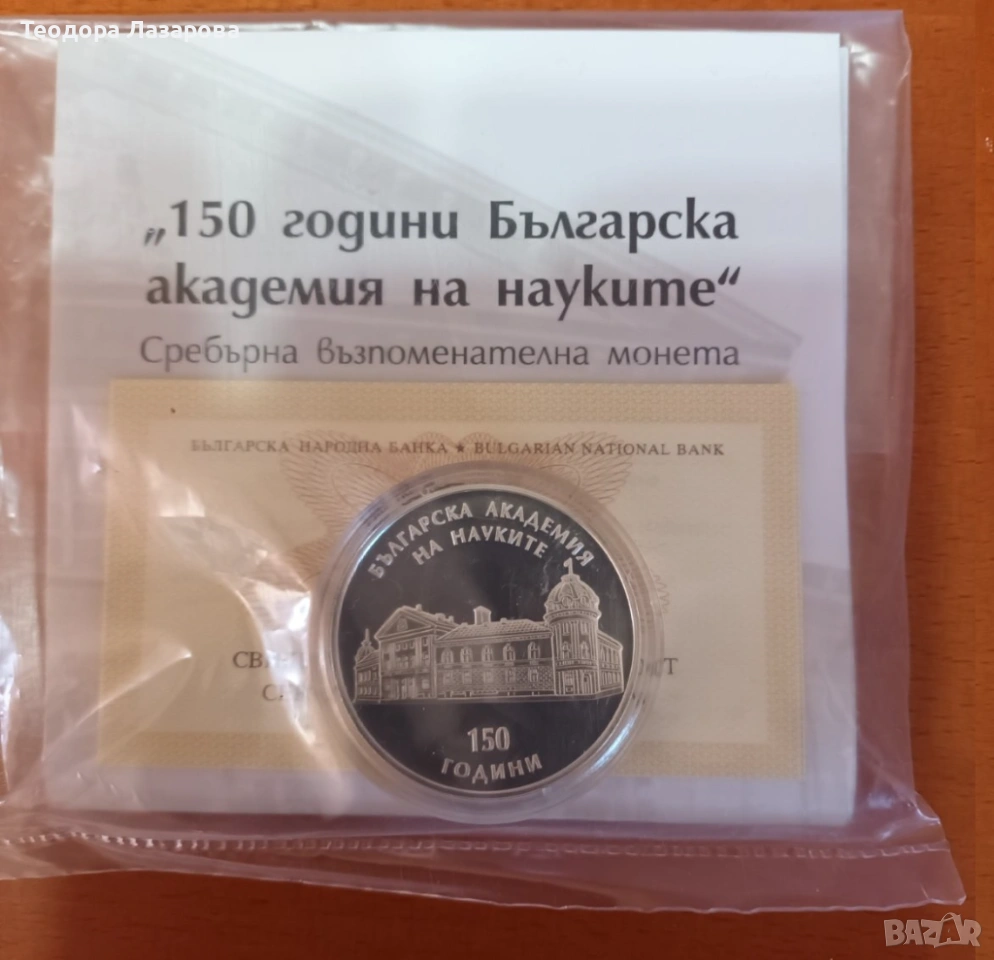 Теодора Лазарова
„150 години Българска
академия на науките“
Сребърна възпоменателна монета
БЪЛГАРСКА НАРОДНА БАНКА ★ BULGARIAN NATIONAL BANK
БЪЛГАРСКА АКАДЕМИЯ
НА НАУКИТЕ
150
ГОДИНИ
BAZAR